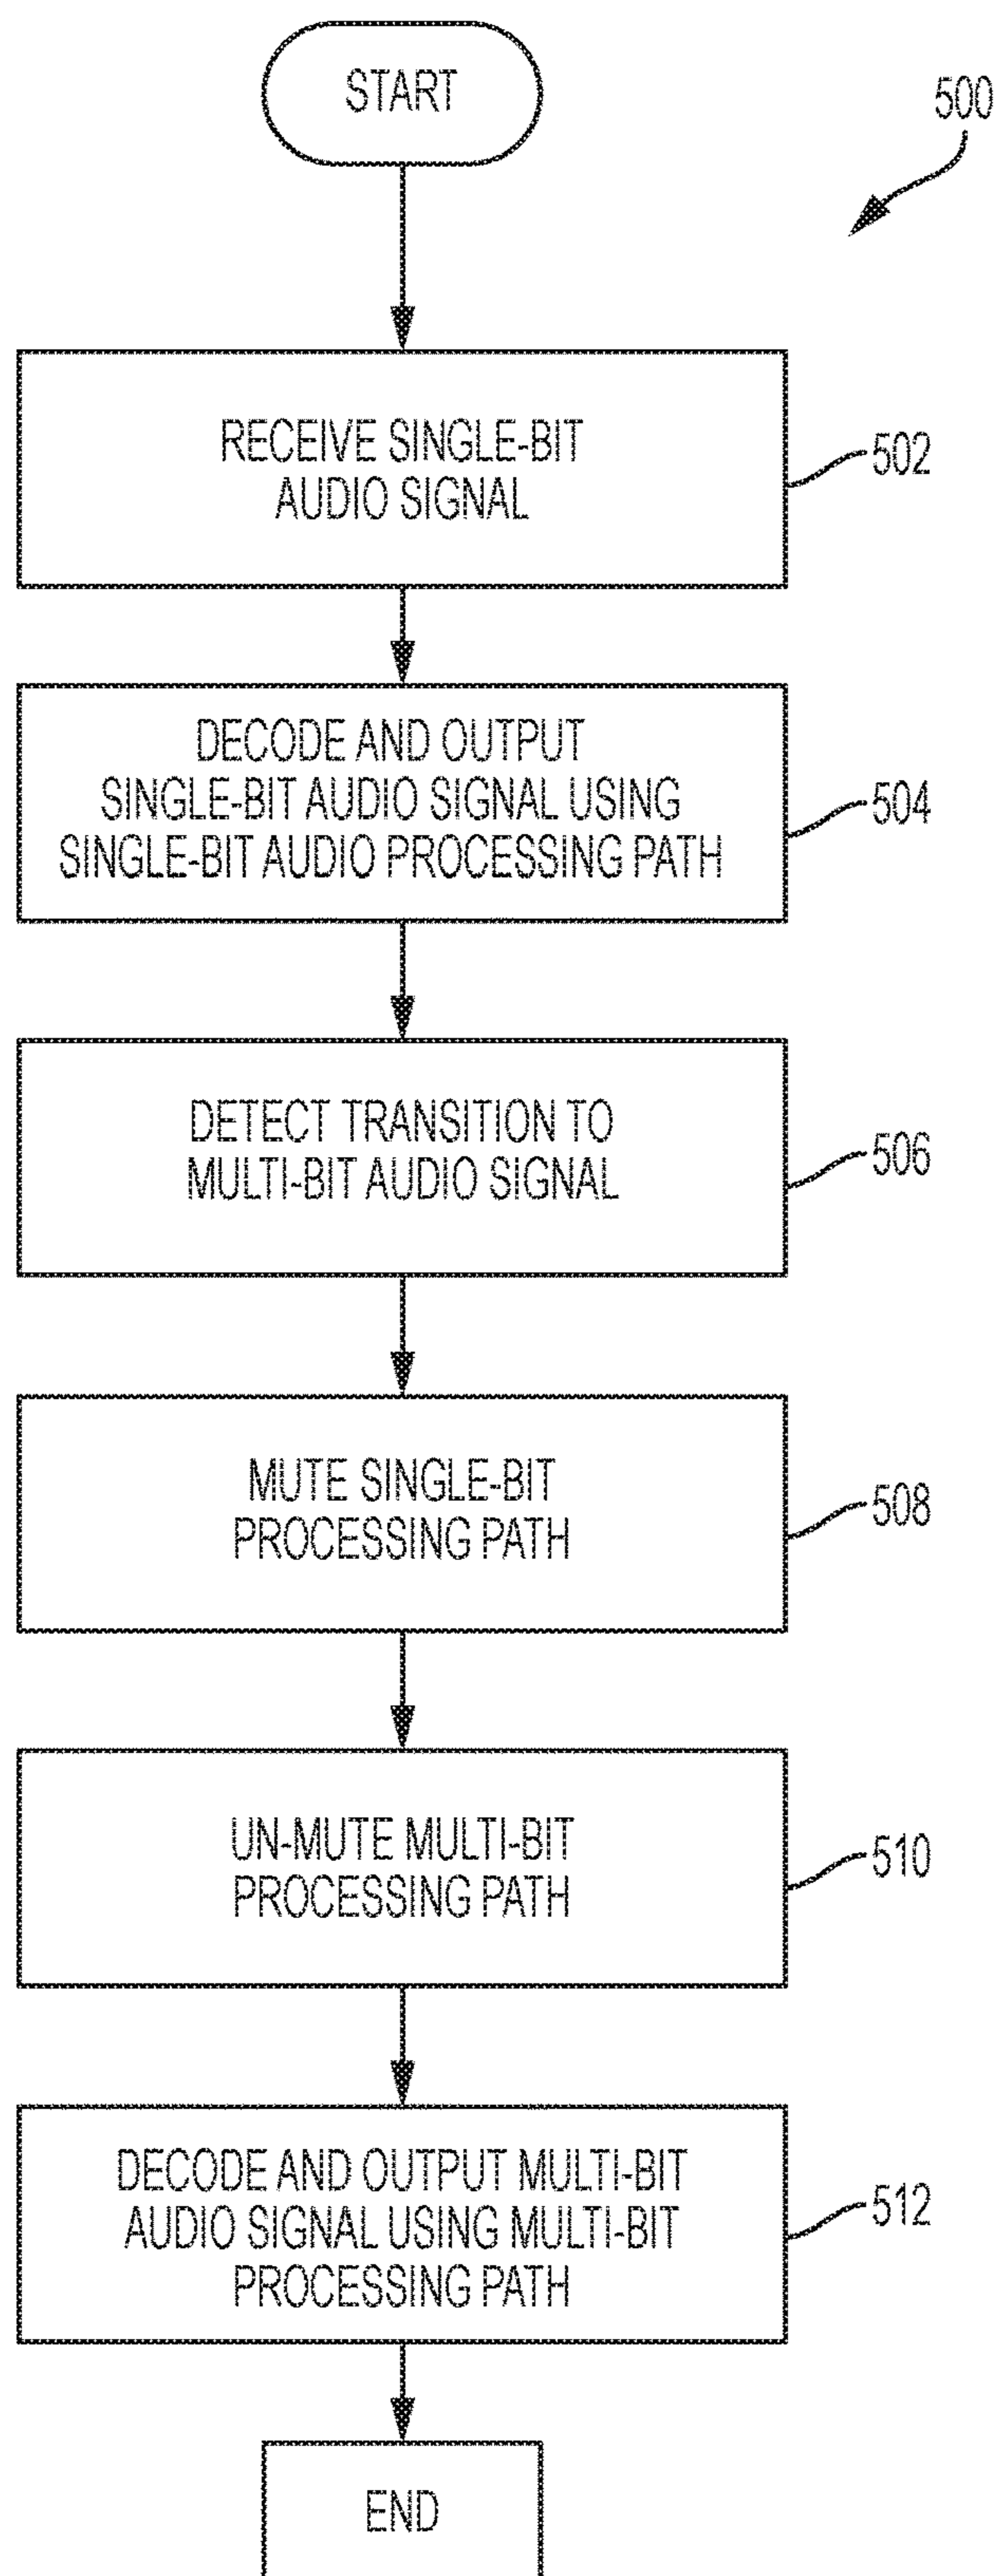 START
500
RECEIVE SINGLE-BIT
AUDIO SIGNAL
502
DECODE AND OUTPUT
SINGLE-BIT AUDIO SIGNAL USING
SINGLE-BIT AUDIO PROCESSING PATH
504
DETECT TRANSITION TO
MULTI-BIT AUDIO SIGNAL
506
MUTE SINGLE-BIT
PROCESSING PATH
508
UN-MUTE MULTI-BIT
PROCESSING PATH
510
DECODE AND OUTPUT MULTI-BIT
AUDIO SIGNAL USING MULTI-BIT
PROCESSING PATH
512
END